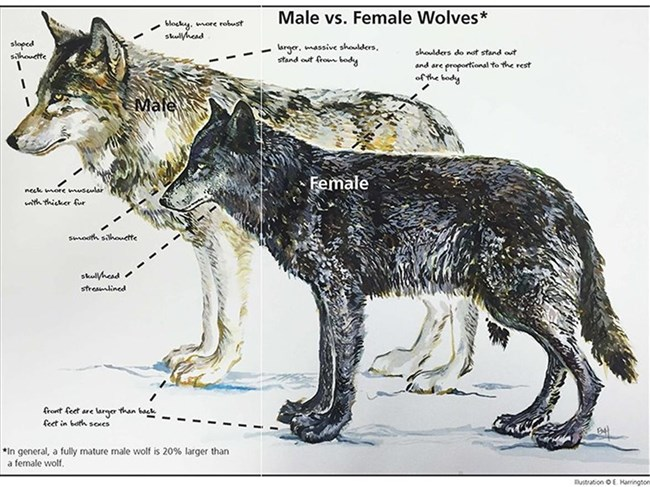 Male vs. Female Wolves*
blocky, more robust
skull/head
sloped
silhouette
larger, massive shoulders,
stand out from body
shoulders do not stand out
and are proportional to the rest
of the body
Male
Female
neck more muscular
with thicker fur
smooth silhouette
skull/head
streamlined
front feet are larger than back
feet in both sexes
*In general, a fully mature male wolf is 20% larger than
a female wolf.
EMH
Illustration © E. Harrington